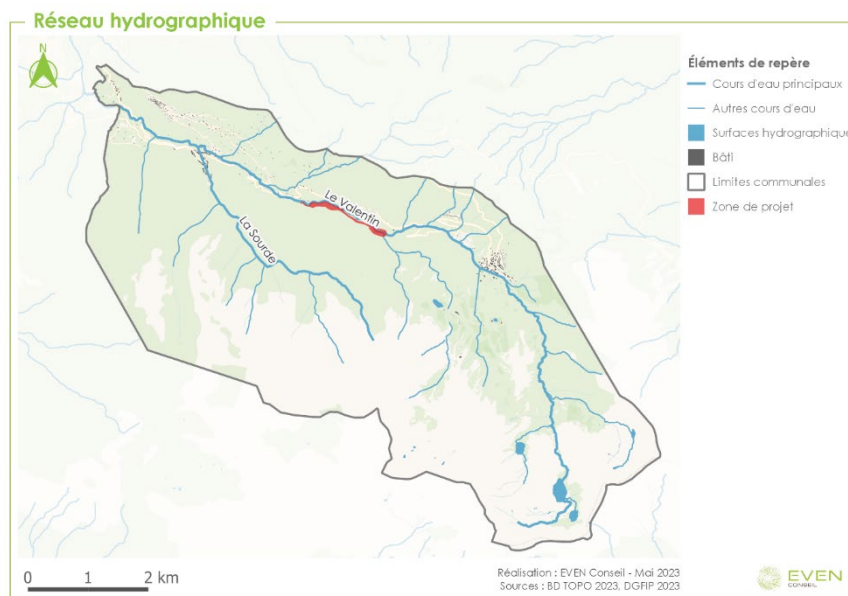 Réseau hydrographique
N
Éléments de repère
Cours d'eau principaux
Autres cours d'eau
Surfaces hydrographique
Bâti
Limites communales
Zone de projet
Le Valentin
La Sourde
0 1 2 km
Réalisation : EVEN Conseil - Mai 2023
Sources : BD TOPO 2023, DGFIP 2023
EVEN
CONSEIL